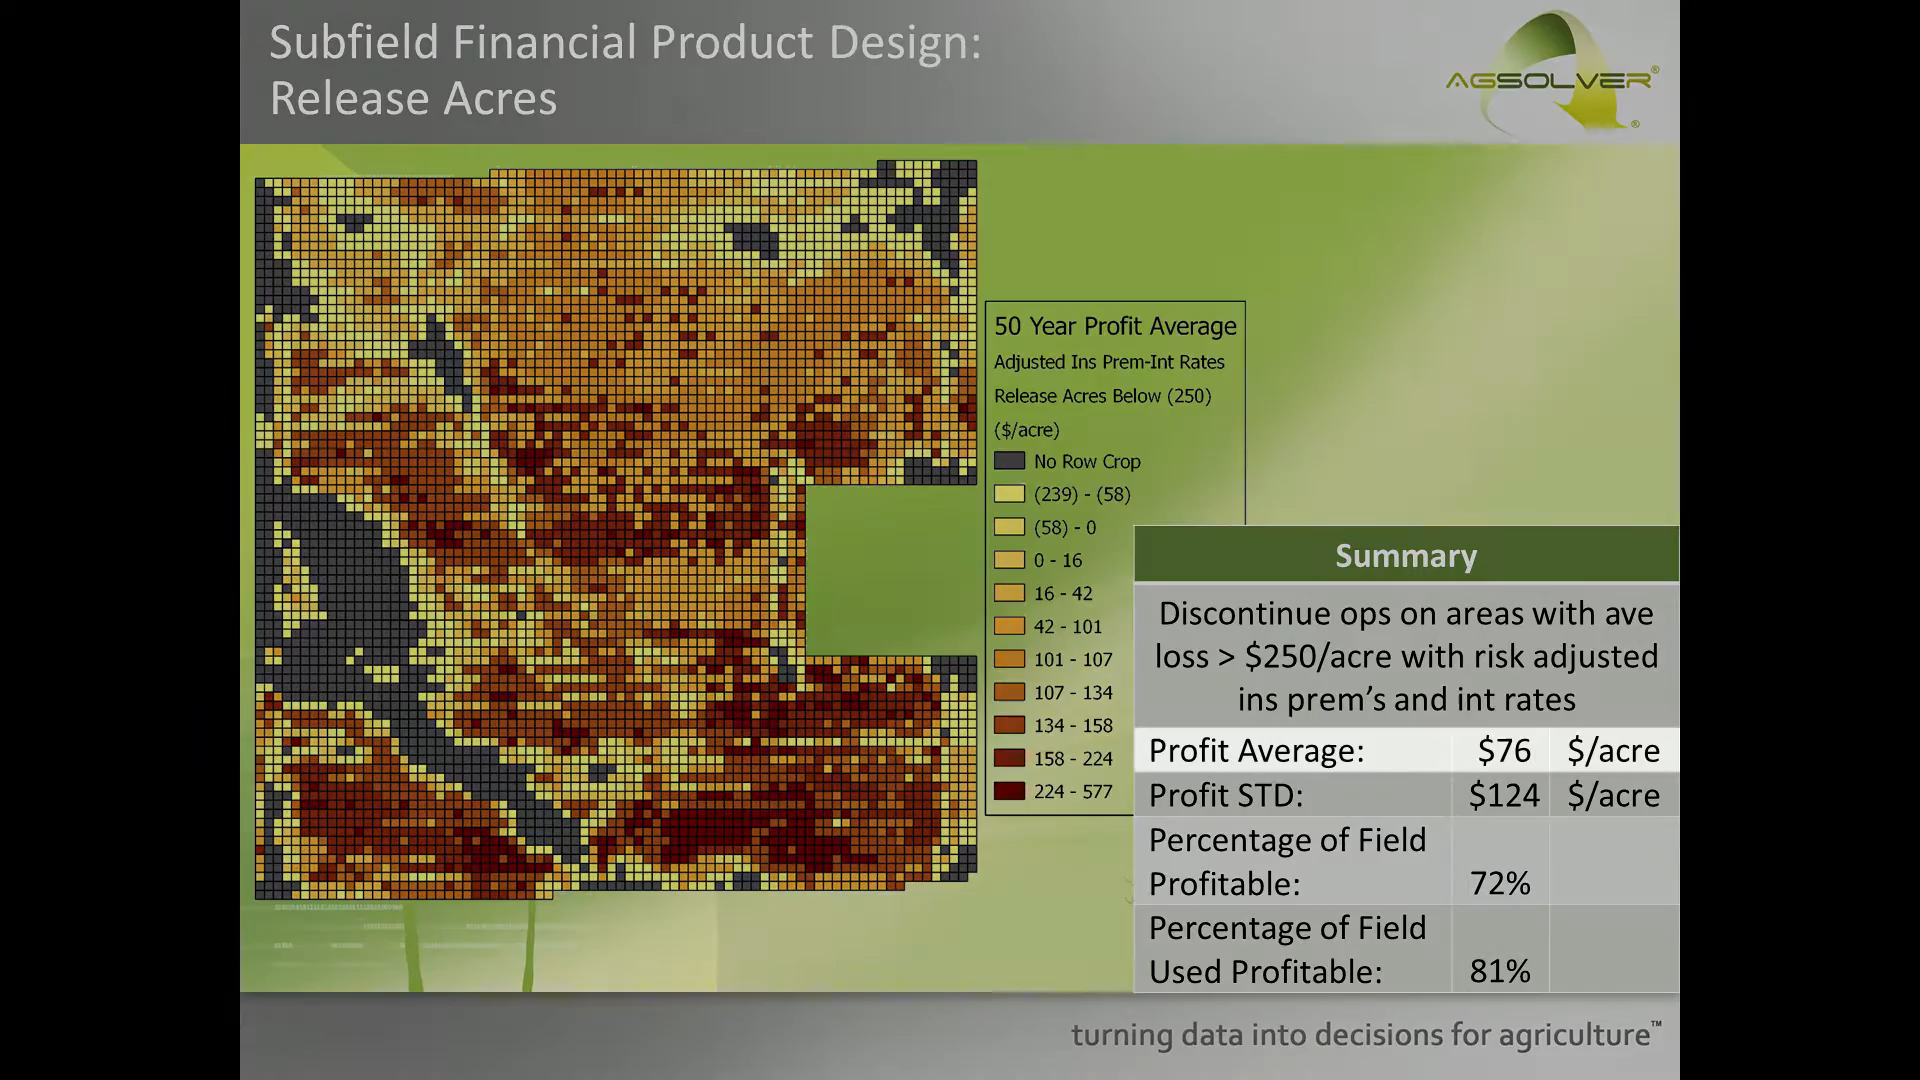 Subfield Financial Product Design:
Release Acres
AGSOLVER®
®
50 Year Profit Average
Adjusted Ins Prem-Int Rates
Release Acres Below (250)
($/acre)
No Row Crop
(239) - (58)
(58) - 0
0 - 16
16 - 42
42 - 101
101 - 107
107 - 134
134 - 158
158 - 224
224 - 577
Summary
Discontinue ops on areas with ave
loss > $250/acre with risk adjusted
ins prem's and int rates
Profit Average: $76 $/acre
Profit STD: $124 $/acre
Percentage of Field
Profitable: 72%
Percentage of Field
Used Profitable: 81%
turning data into decisions for agriculture™